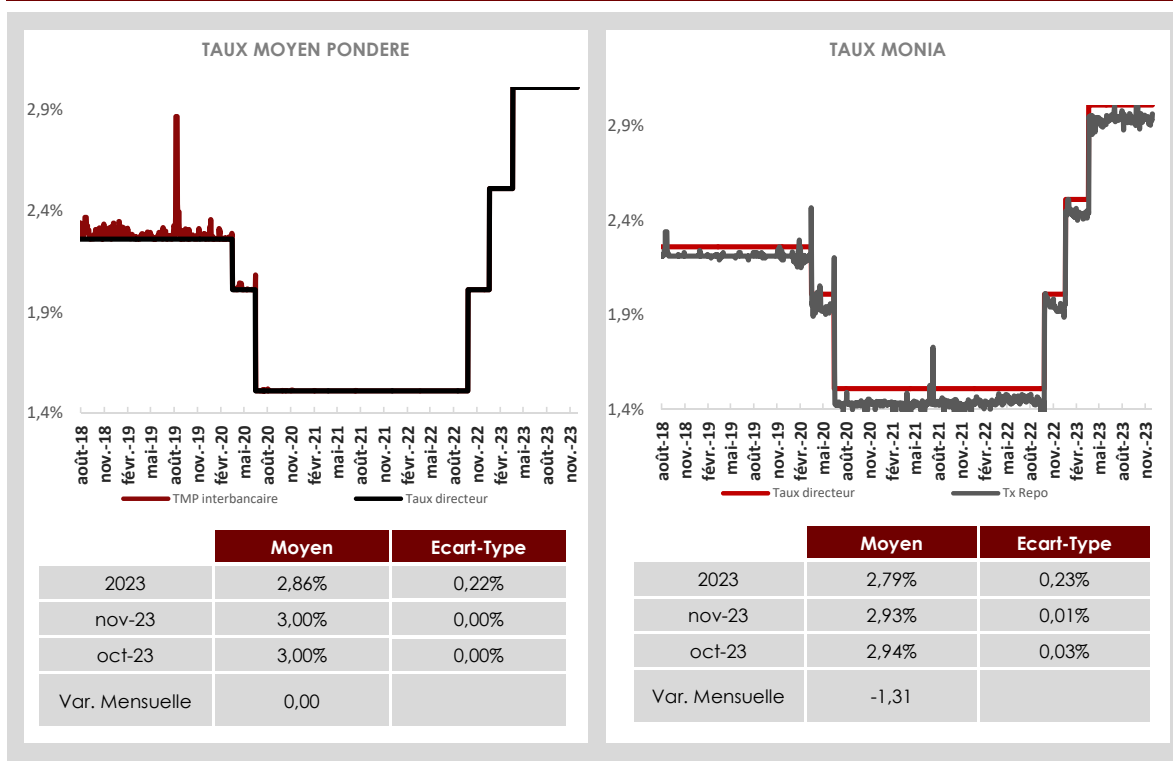 TAUX MOYEN PONDERE
2,9%
2,4%
1,9%
1,4%
août-18
nov.-18
févr.-19
mai-19
août-19
nov.-19
févr.-20
mai-20
août-20
nov.-20
févr.-21
mai-21
août-21
nov.-21
févr.-22
mai-22
août-22
nov.-22
févr.-23
mai-23
août-23
nov.-23
TMP interbancaire
Taux directeur
Moyen Ecart-Type
2023 2,86% 0,22%
nov-23 3,00% 0,00%
oct-23 3,00% 0,00%
Var. Mensuelle 0,00
TAUX MONIA
2,9%
2,4%
1,9%
1,4%
août-18
nov.-18
févr.-19
mai-19
août-19
nov.-19
févr.-20
mai-20
août-20
nov.-20
févr.-21
mai-21
août-21
nov.-21
févr.-22
mai-22
août-22
nov.-22
févr.-23
mai-23
août-23
nov.-23
Taux directeur
Tx Repo
Moyen Ecart-Type
2023 2,79% 0,23%
nov-23 2,93% 0,01%
oct-23 2,94% 0,03%
Var. Mensuelle -1,31